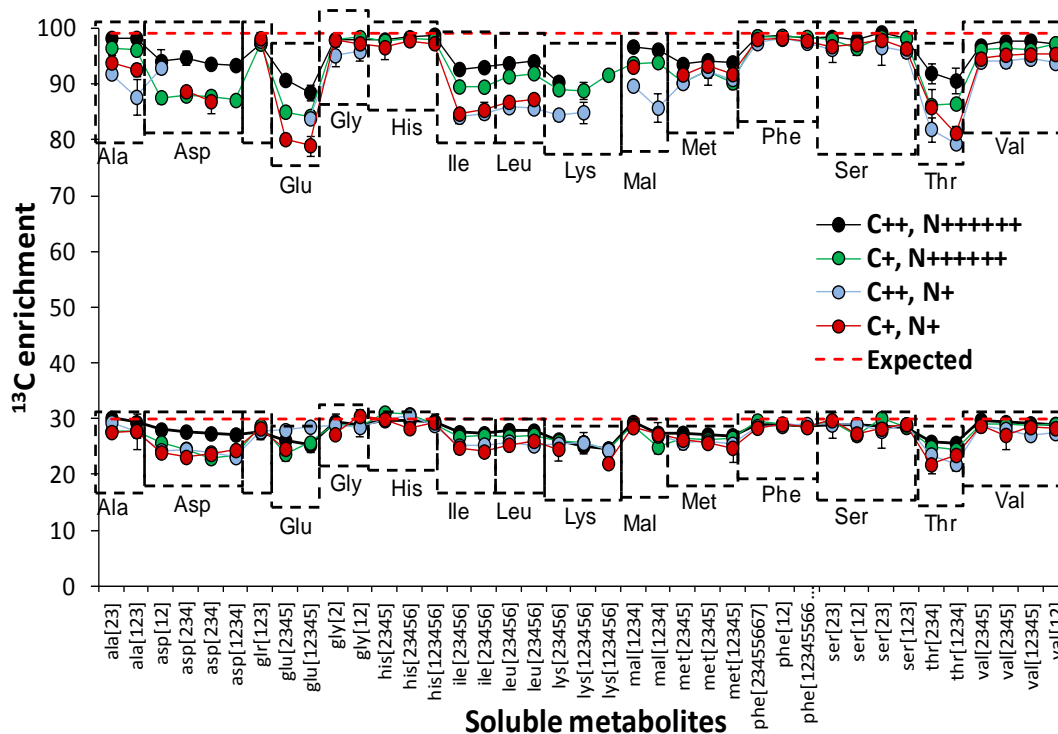 100
90
80
70
60
50
40
30
20
10
0
¹³C enrichment
Ala
Asp
Glu
Gly
His
Ile
Leu
Lys
Mal
Met
Phe
Ser
Thr
Val
C++, N++++++
C+, N++++++
C++, N+
C+, N+
Expected
Ala
Asp
Glu
Gly
His
Ile
Leu
Lys
Mal
Met
Phe
Ser
Thr
Val
ala[23]
ala[123]
asp[12]
asp[234]
asp[234]
asp[1234]
glr[123]
glu[2345]
glu[12345]
gly[2]
gly[12]
his[2345]
his[23456]
his[123456]
ile[23456]
ile[23456]
leu[23456]
leu[23456]
lys[23456]
lys[123456]
lys[123456]
mal[1234]
mal[1234]
met[2345]
met[2345]
met[12345]
phe[23455667]
phe[12]
phe[12345566...
ser[23]
ser[12]
ser[23]
ser[123]
thr[234]
thr[1234]
val[2345]
val[2345]
val[12345]
val[12]
Soluble metabolites